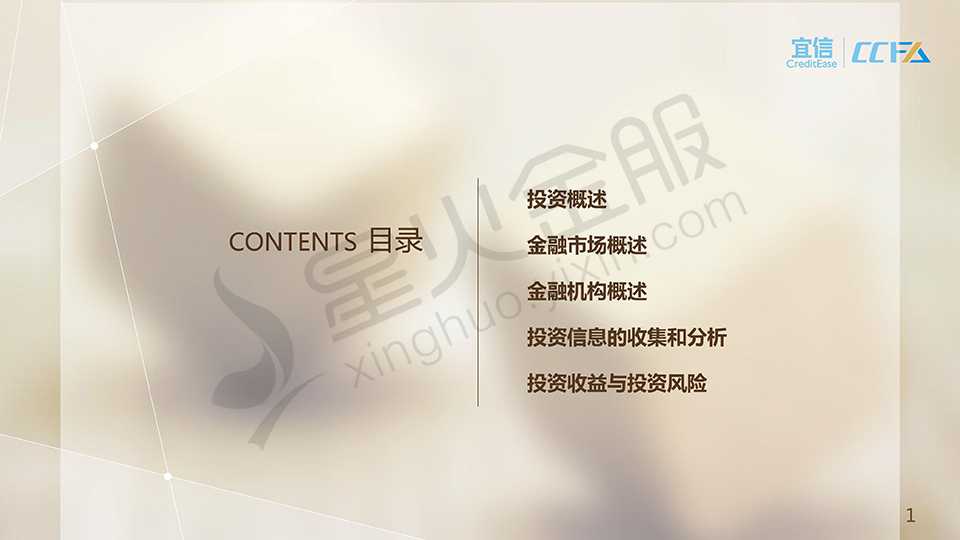 宜信
CreditEase
CCFA
CONTENTS 目录
投资概述
金融市场概述
金融机构概述
投资信息的收集和分析
投资收益与投资风险
星火金服
xinghuo.yixin.com
1